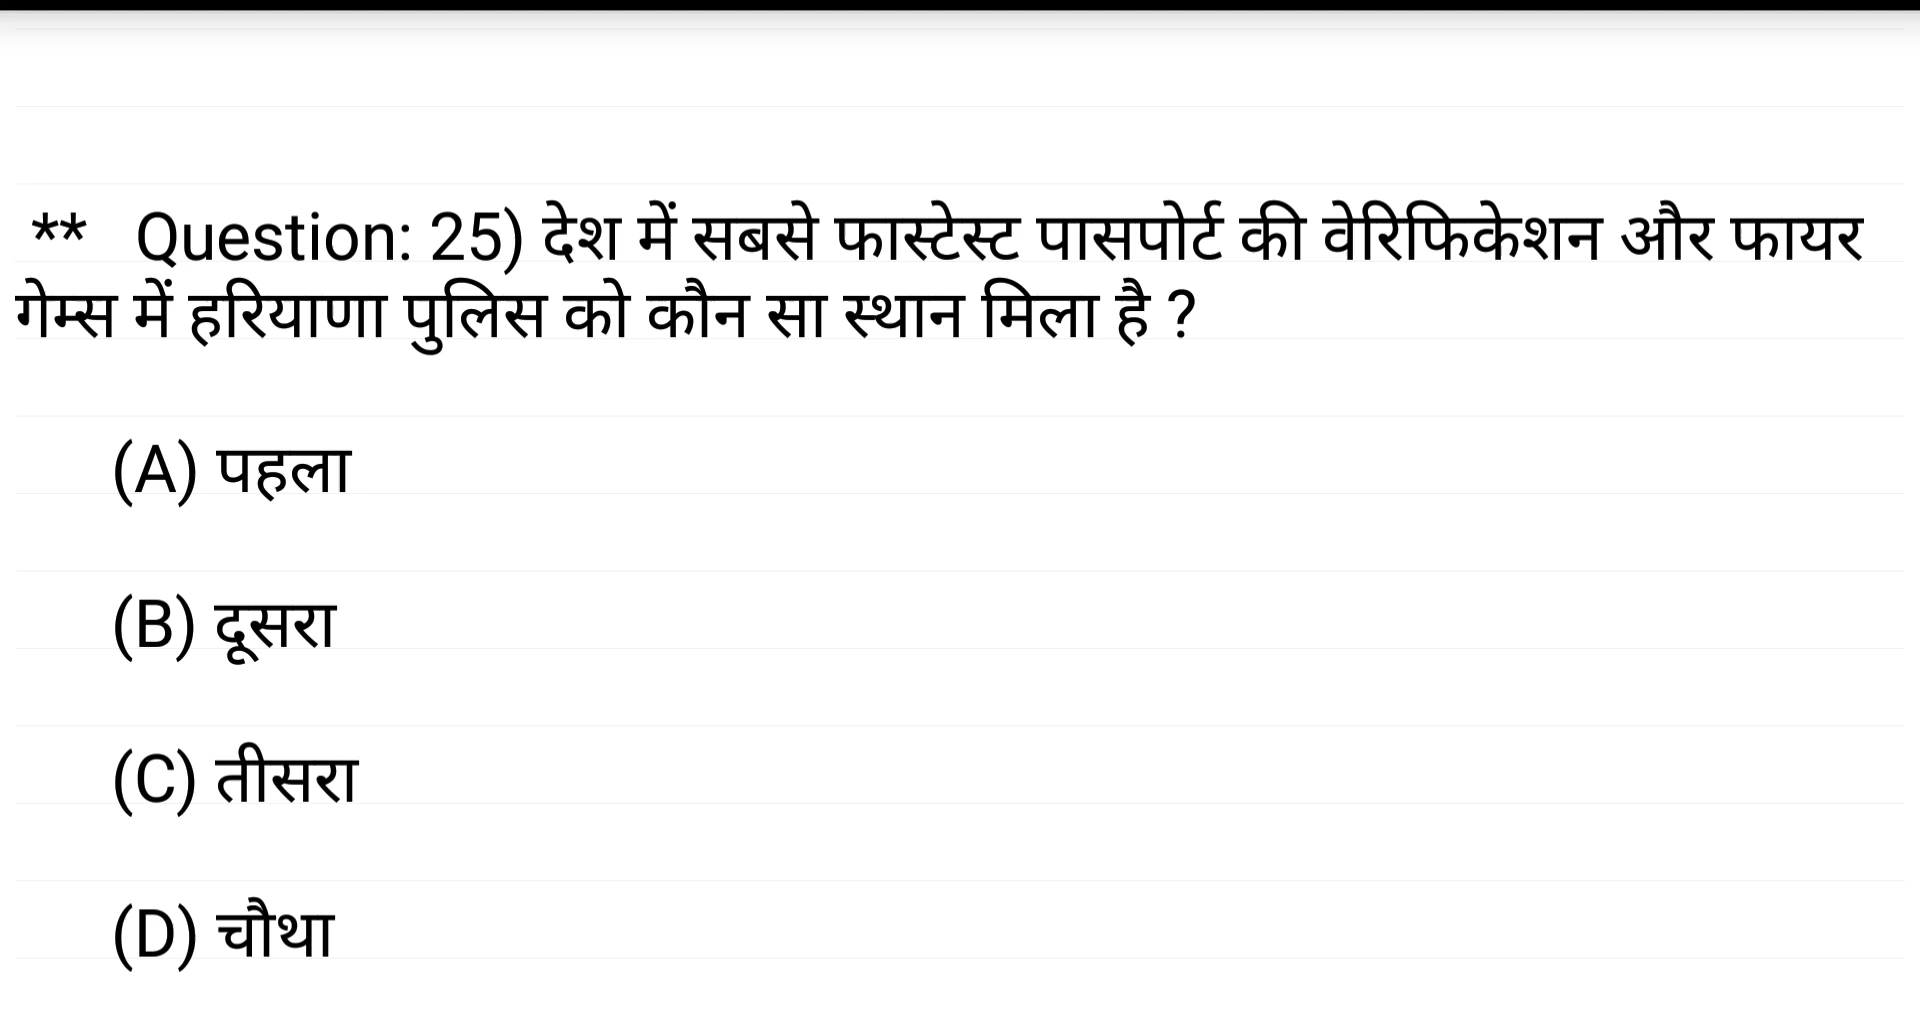 ** Question: 25) देश में सबसे फास्टेस्ट पासपोर्ट की वेरिफिकेशन और फायर
गेम्स में हरियाणा पुलिस को कौन सा स्थान मिला है ?
(A) पहला
(B) दूसरा
(C) तीसरा
(D) चौथा